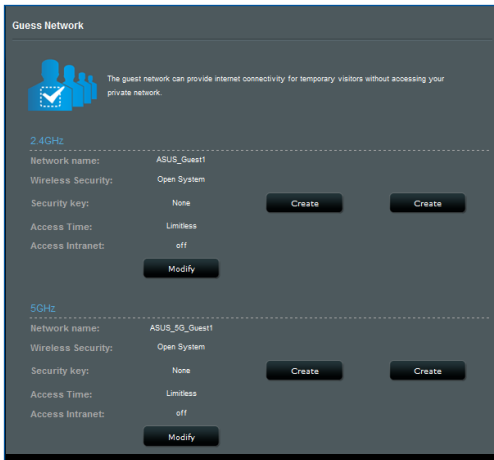 Guess Network
The guest network can provide internet connectivity for temporary visitors without accessing your
private network.
2.4GHz
Network name: ASUS_Guest1
Wireless Security: Open System
Security key: None Create Create
Access Time: Limitless
Access Intranet: off
Modify
5GHz
Network name: ASUS_5G_Guest1
Wireless Security: Open System
Security key: None Create Create
Access Time: Limitless
Access Intranet: off
Modify